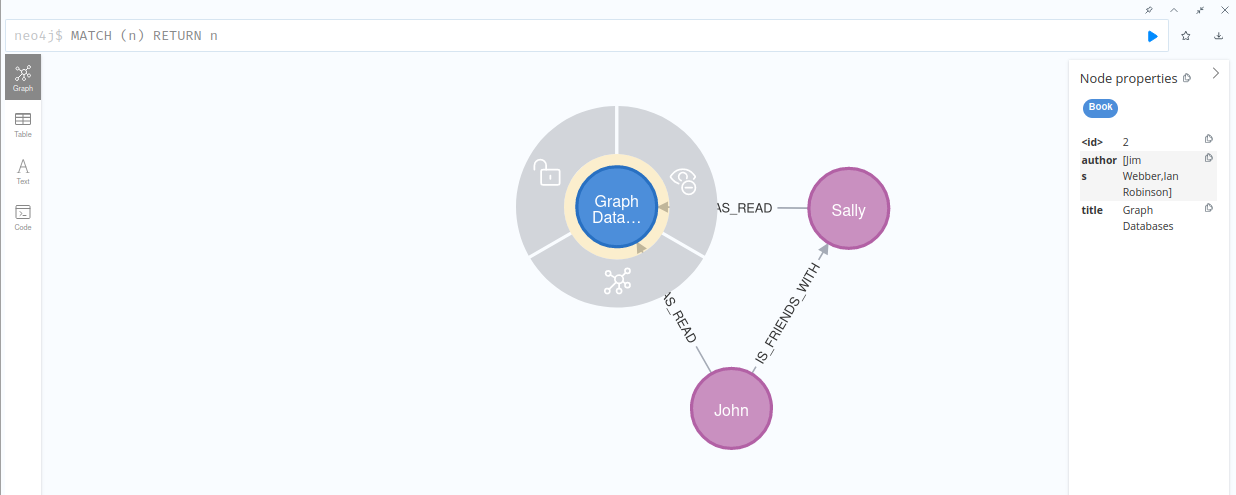 neo4j$ MATCH (n) RETURN n
Graph
Table
Text
Code
Graph
Data...
AS_READ
Sally
AS_READ
IS_FRIENDS_WITH
John
Node properties
Book
<id> 2
author [Jim
s Webber,Ian
Robinson]
title Graph
Databases